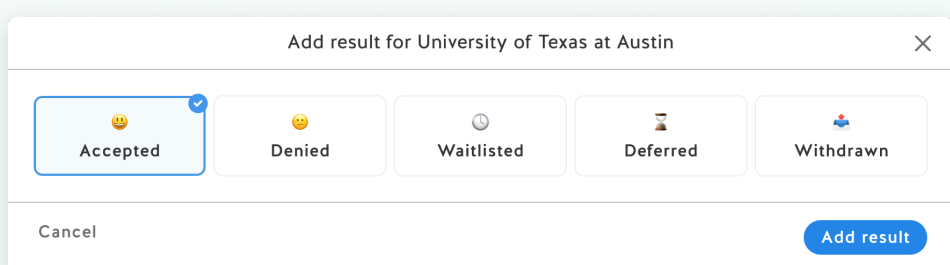 Add result for University of Texas at Austin
Accepted
Denied
Waitlisted
Deferred
Withdrawn
Cancel
Add result